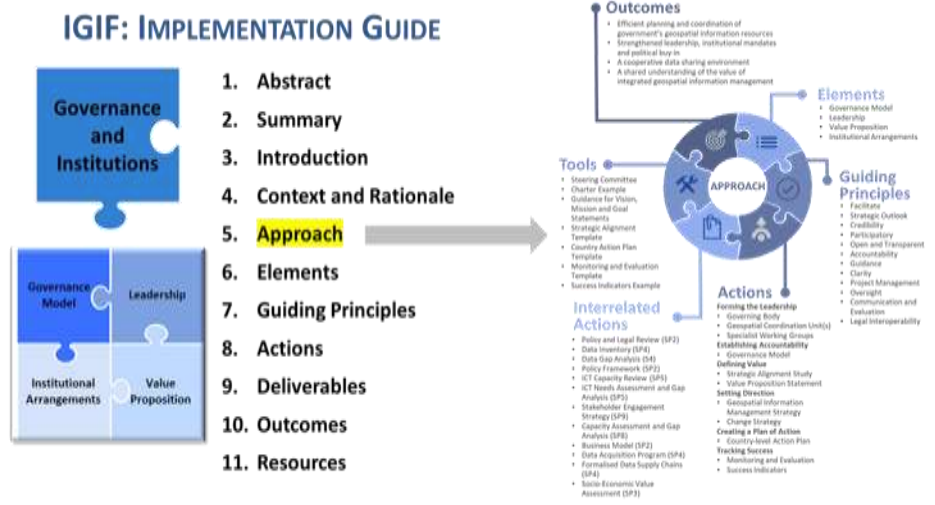 IGIF: IMPLEMENTATION GUIDE
Governance
and
Institutions
Governance
Model
Leadership
Institutional
Arrangements
Value
Proposition
1. Abstract
2. Summary
3. Introduction
4. Context and Rationale
5. Approach
6. Elements
7. Guiding Principles
8. Actions
9. Deliverables
10. Outcomes
11. Resources
Outcomes
• Efficient planning and coordination of
government's geospatial information resources
• Strengthened leadership, institutional mandates
and political buy in
• A cooperative data sharing environment
• A shared understanding of the value of
integrated geospatial information management
Elements
• Governance Model
• Leadership
• Value Proposition
• Institutional Arrangements
Tools
• Steering Committee
• Charter Example
• Guidance for Vision,
Mission and Goal
Statements
• Strategic Alignment
Template
• Country Action Plan
Template
• Monitoring and Evaluation
Template
• Success Indicators Example
APPROACH
Guiding
Principles
• Facilitate
• Strategic Outlook
• Credibility
• Participatory
• Open and Transparent
• Accountability
• Guidance
• Clarity
• Project Management
• Oversight
• Communication and
Evaluation
• Legal Interoperability
Interrelated
Actions
• Policy and Legal Review (SP2)
• Data Inventory (SP4)
• Data Gap Analysis (S4)
• Policy Framework (SP2)
• ICT Capacity Review (SP5)
• ICT Needs Assessment and Gap
Analysis (SP5)
• Stakeholder Engagement
Strategy (SP9)
• Capacity Assessment and Gap
Analysis (SP8)
• Business Model (SP2)
• Data Acquisition Program (SP4)
• Formalised Data Supply Chains
(SP4)
• Socio-Economic Value
Assessment (SP3)
Actions
Forming the Leadership
• Governing Body
• Geospatial Coordination Unit(s)
• Specialist Working Groups
Establishing Accountability
• Governance Model
Defining Value
• Strategic Alignment Study
• Value Proposition Statement
Setting Direction
• Geospatial Information
Management Strategy
• Change Strategy
Creating a Plan of Action
• Country-level Action Plan
Tracking Success
• Monitoring and Evaluation
• Success Indicators